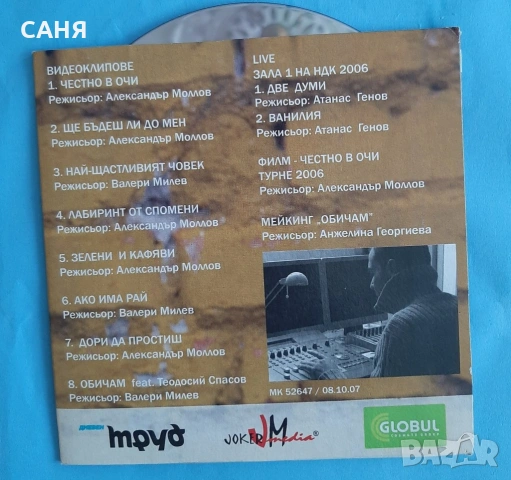 САНЯ
ВИДЕОКЛИПОВЕ
1. ЧЕСТНО В ОЧИ
Режисьор: Александър Моллов
2. ЩЕ БЪДЕШ ЛИ ДО МЕН
Режисьор: Александър Моллов
3. НАЙ-ЩАСТЛИВИЯТ ЧОВЕК
Режисьор: Валери Милев
4. ЛАБИРИНТ ОТ СПОМЕНИ
Режисьор: Александър Моллов
5. ЗЕЛЕНИ И КАФЯВИ
Режисьор: Александър Моллов
6. АКО ИМА РАЙ
Режисьор: Валери Милев
7. ДОРИ ДА ПРОСТИШ
Режисьор: Александър Моллов
8. ОБИЧАМ feat. Теодосий Спасов
Режисьор: Валери Милев
LIVE
ЗАЛА 1 НА НДК 2006
1. ДВЕ ДУМИ
Режисьор: Атанас Генов
2. ВАНИЛИЯ
Режисьор: Атанас Генов
ФИЛМ - ЧЕСТНО В ОЧИ
ТУРНЕ 2006
Режисьор: Александър Моллов
МЕЙКИНГ „ОБИЧАМ"
Режисьор: Анжелина Георгиева
МК 52647 / 08.10.07
ДНЕВЕН
труд
JOKER JM media®
GLOBUL
БАЗАР